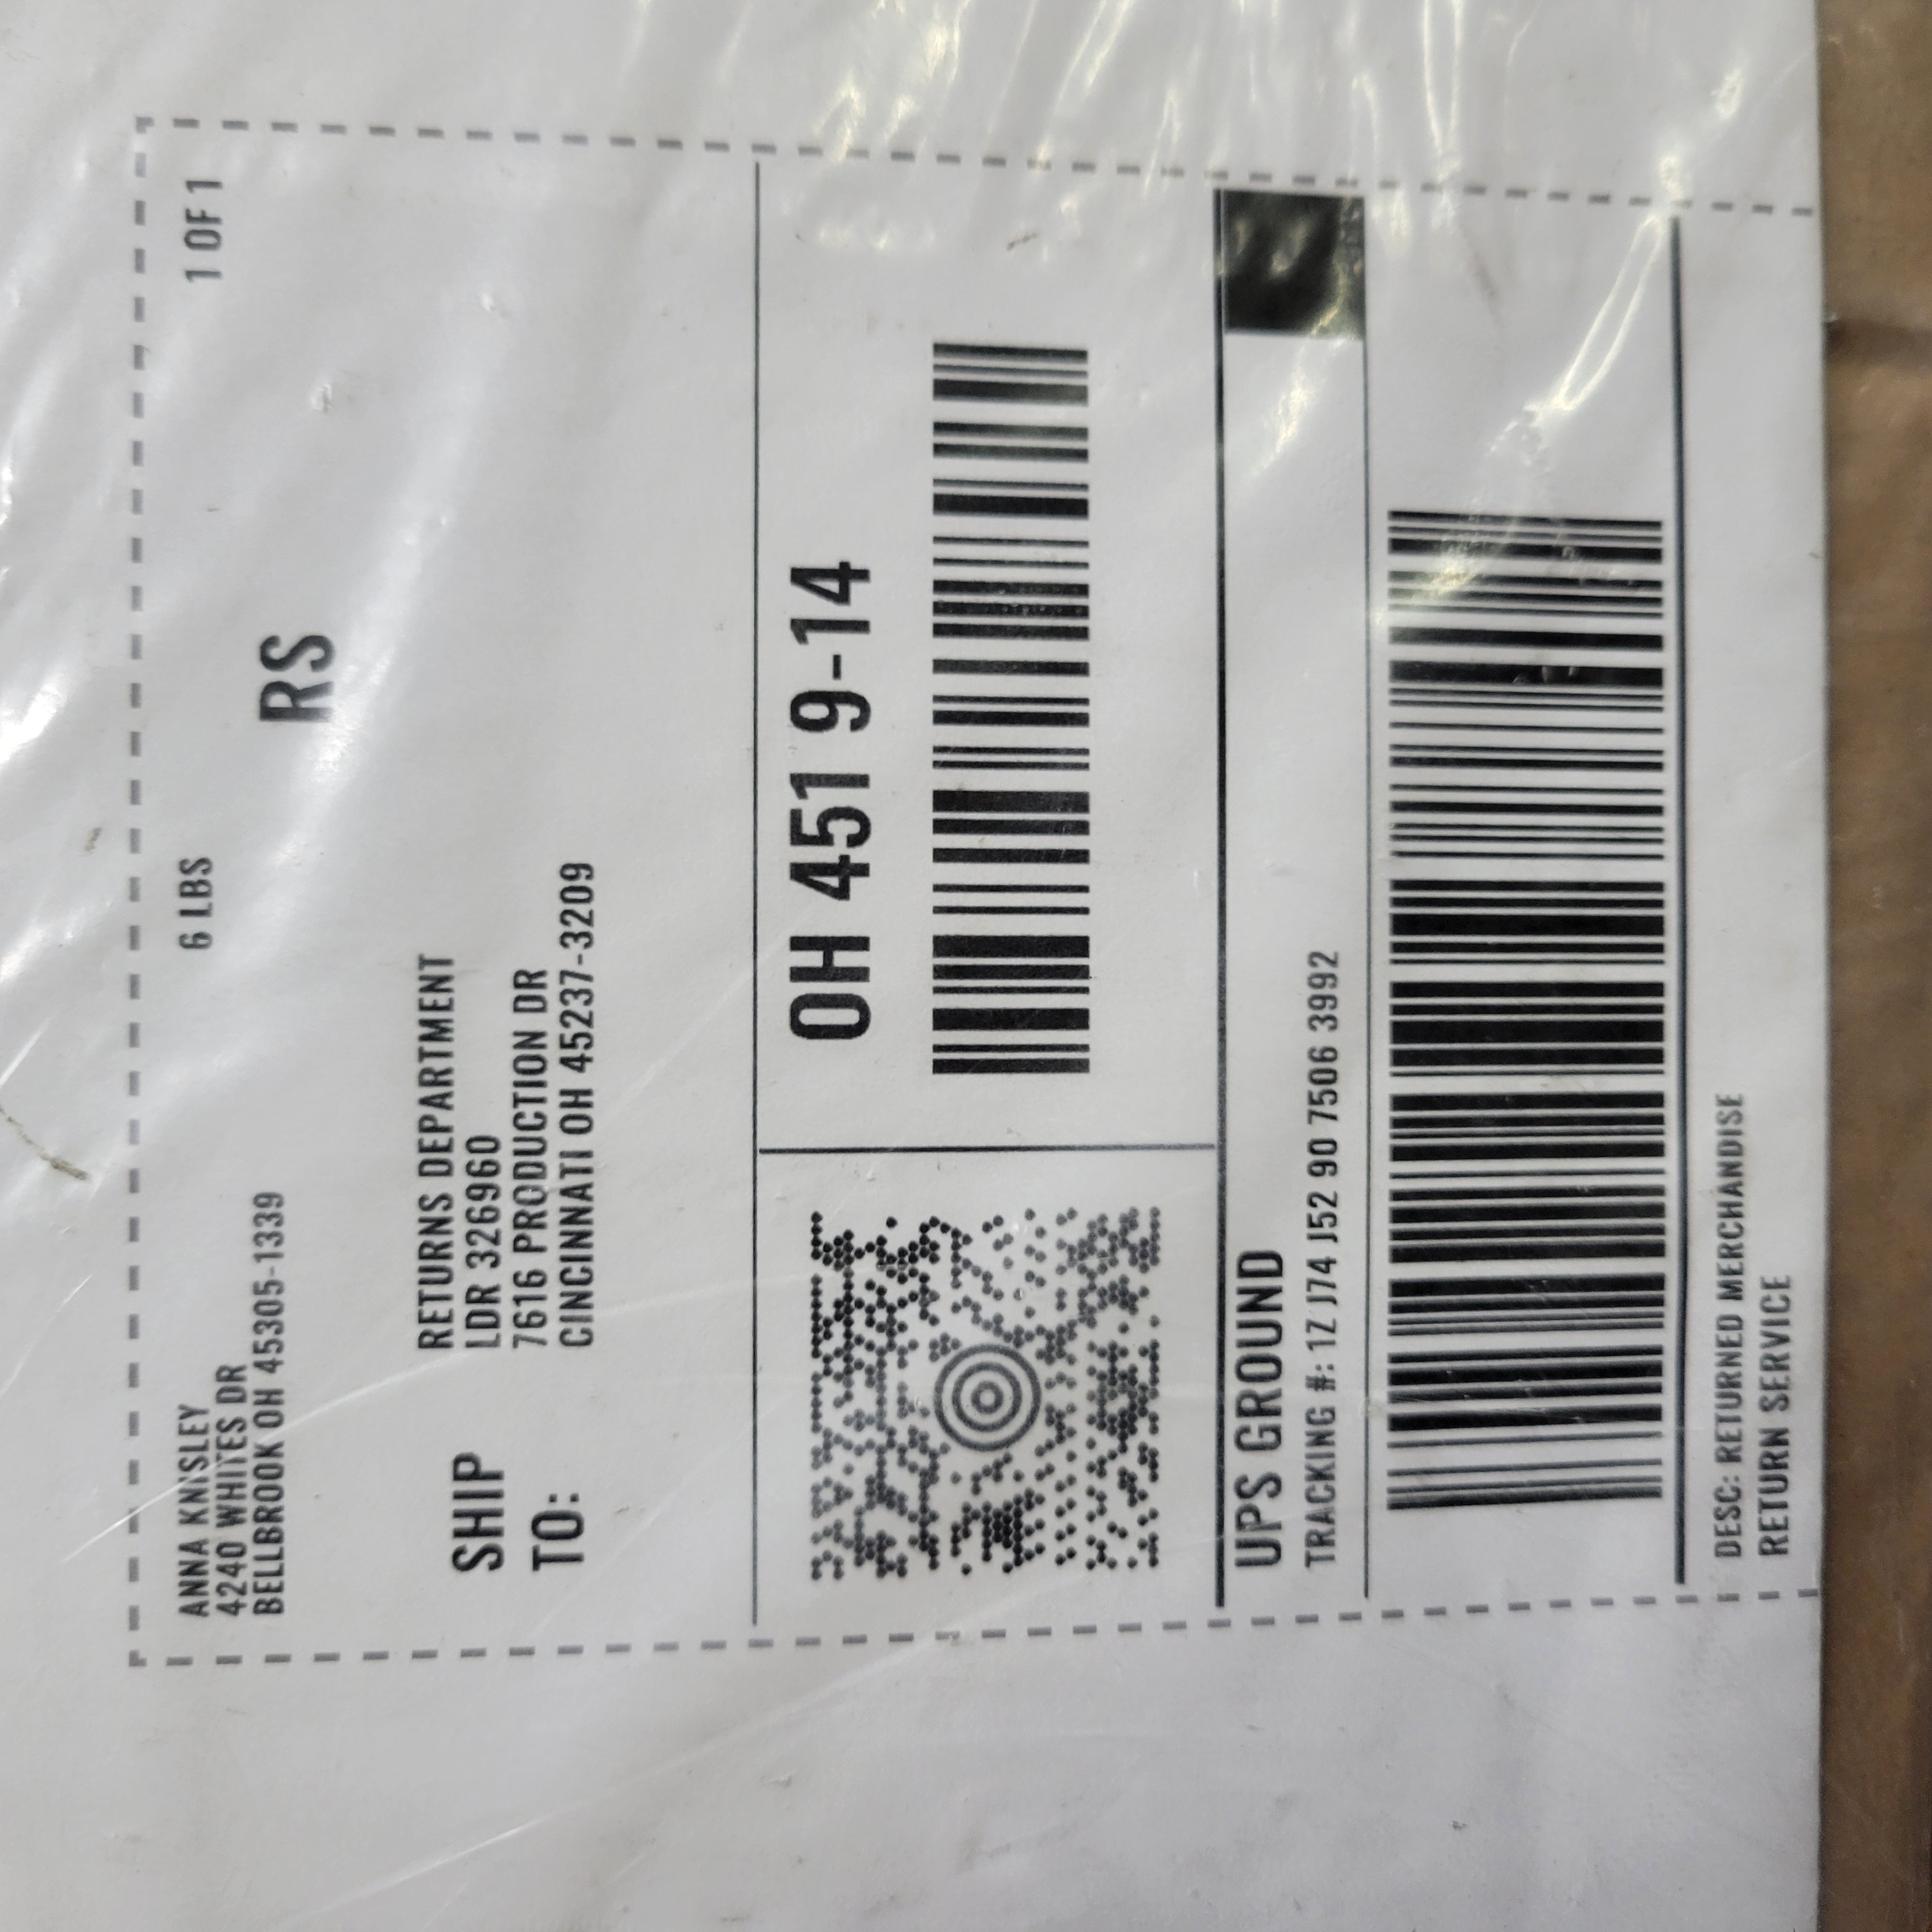 ANNA KNISLEY
4240 WHITES DR
BELLBROOK OH 45305-1339
6 LBS
1 OF 1
RS
SHIP
TO:
RETURNS DEPARTMENT
LDR 326960
7616 PRODUCTION DR
CINCINNATI OH 45237-3209
OH 451 9-14
UPS GROUND
TRACKING #: 1Z J74 J52 90 7506 3992
DESC: RETURNED MERCHANDISE
RETURN SERVICE